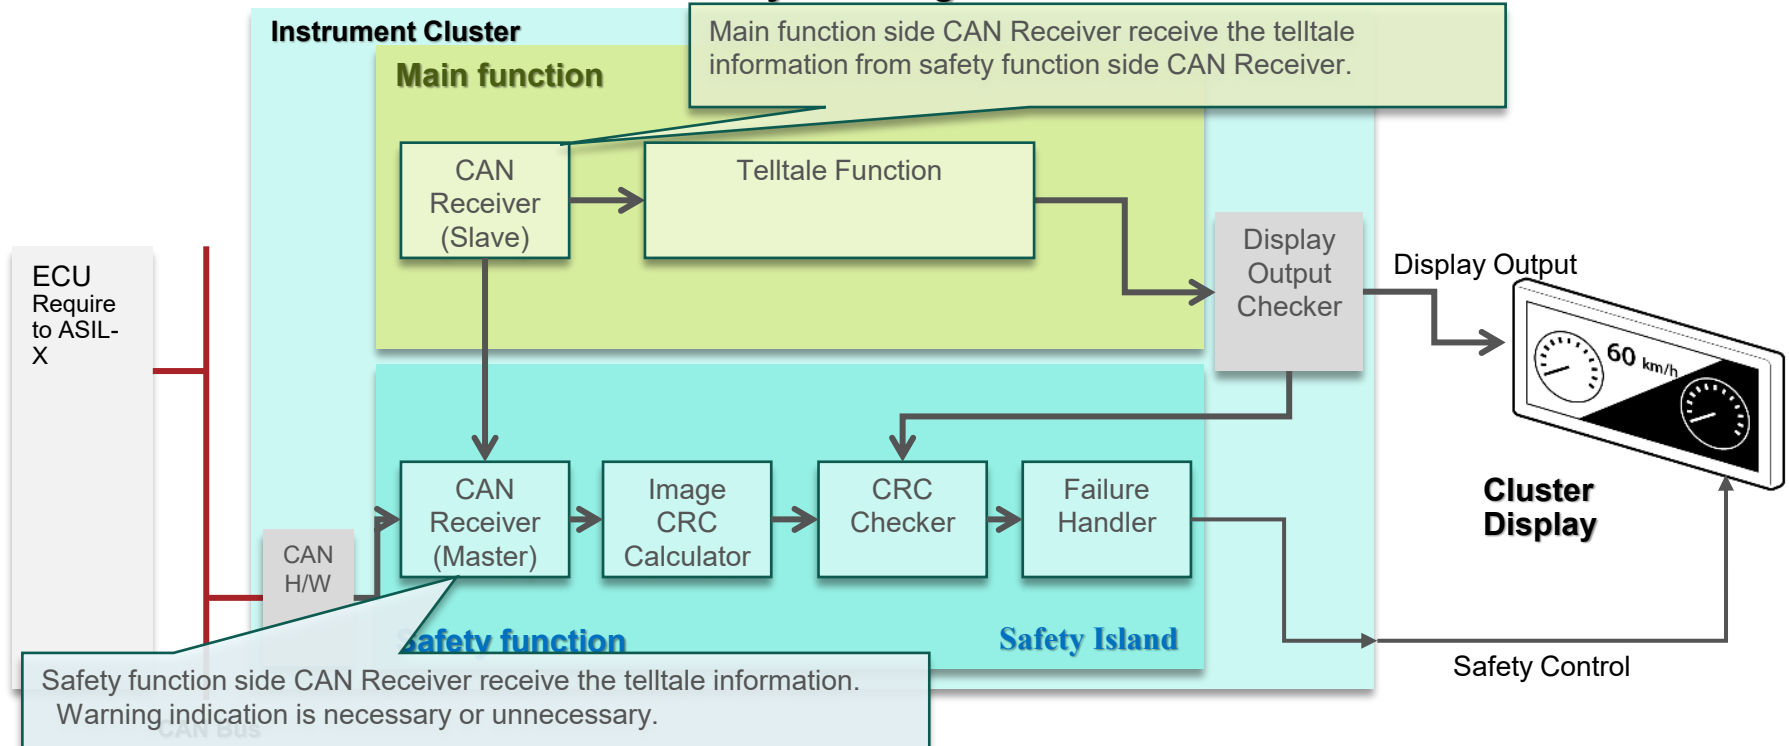 Instrument Cluster
Main function side CAN Receiver receive the telltale
information from safety function side CAN Receiver.
Main function
CAN
Receiver
(Slave)
Telltale Function
Display
Output
Checker
Display Output
ECU
Require
to ASIL-
X
60 km/h
CAN
Receiver
(Master)
Image
CRC
Calculator
CRC
Checker
Failure
Handler
Cluster
Display
CAN
H/W
Safety function
Safety Island
Safety Control
Safety function side CAN Receiver receive the telltale information.
Warning indication is necessary or unnecessary.
CAN Bus